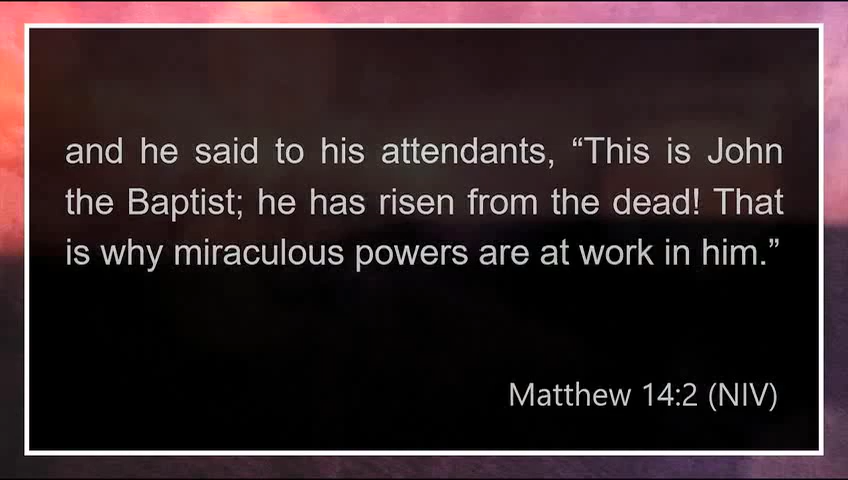 and he said to his attendants, “This is John
the Baptist; he has risen from the dead! That
is why miraculous powers are at work in him.”
Matthew 14:2 (NIV)